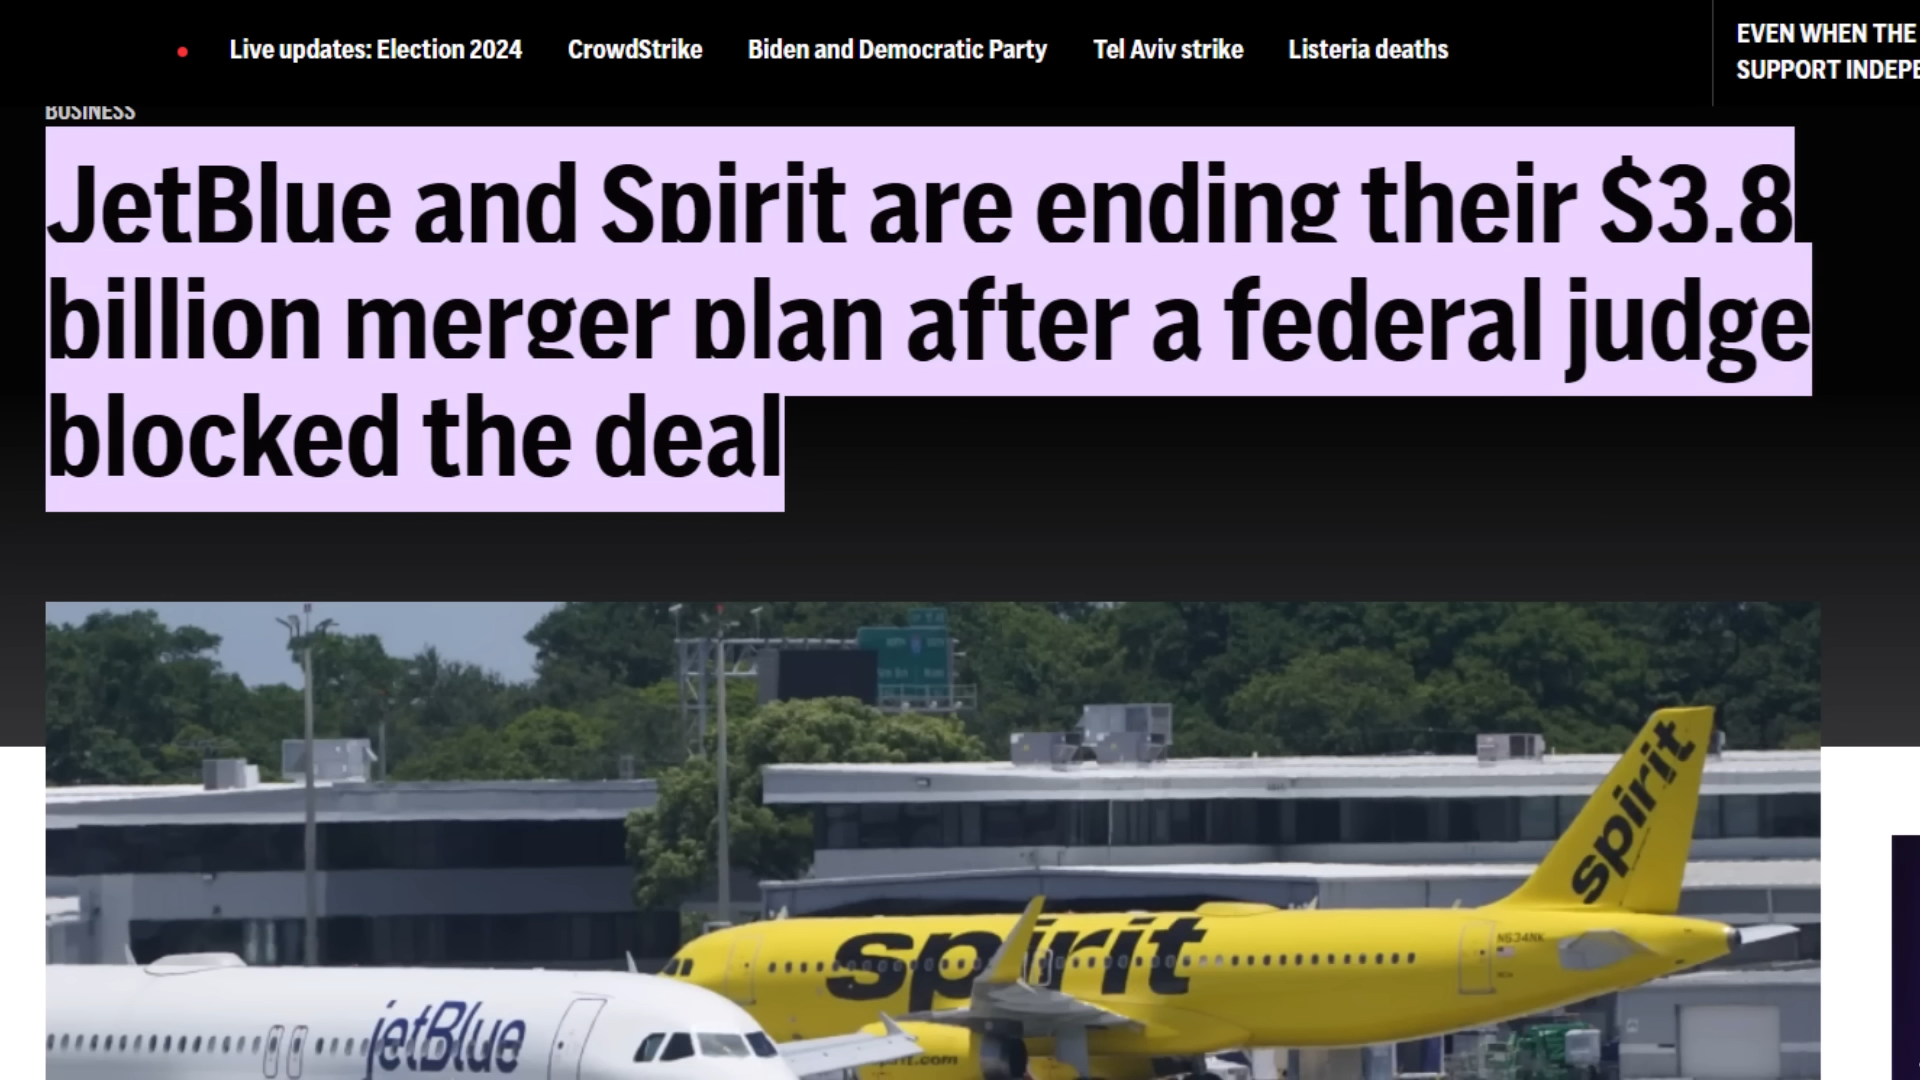 Live updates: Election 2024 CrowdStrike Biden and Democratic Party Tel Aviv strike Listeria deaths
EVEN WHEN THE
SUPPORT INDEPE
BUSINESS
JetBlue and Spirit are ending their $3.8
billion merger plan after a federal judge
blocked the deal
spirit
spirit
N634NK
jetBlue
it.com